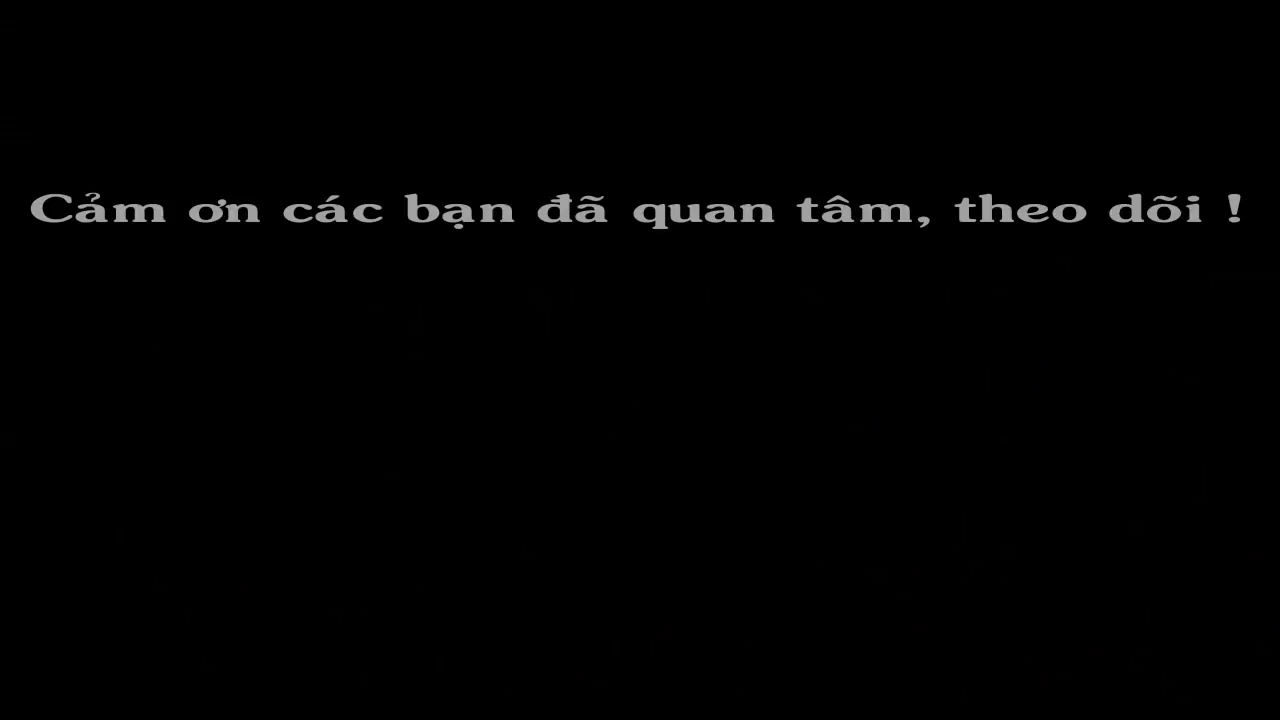 Cảm ơn các bạn đã quan tâm, theo dõi !